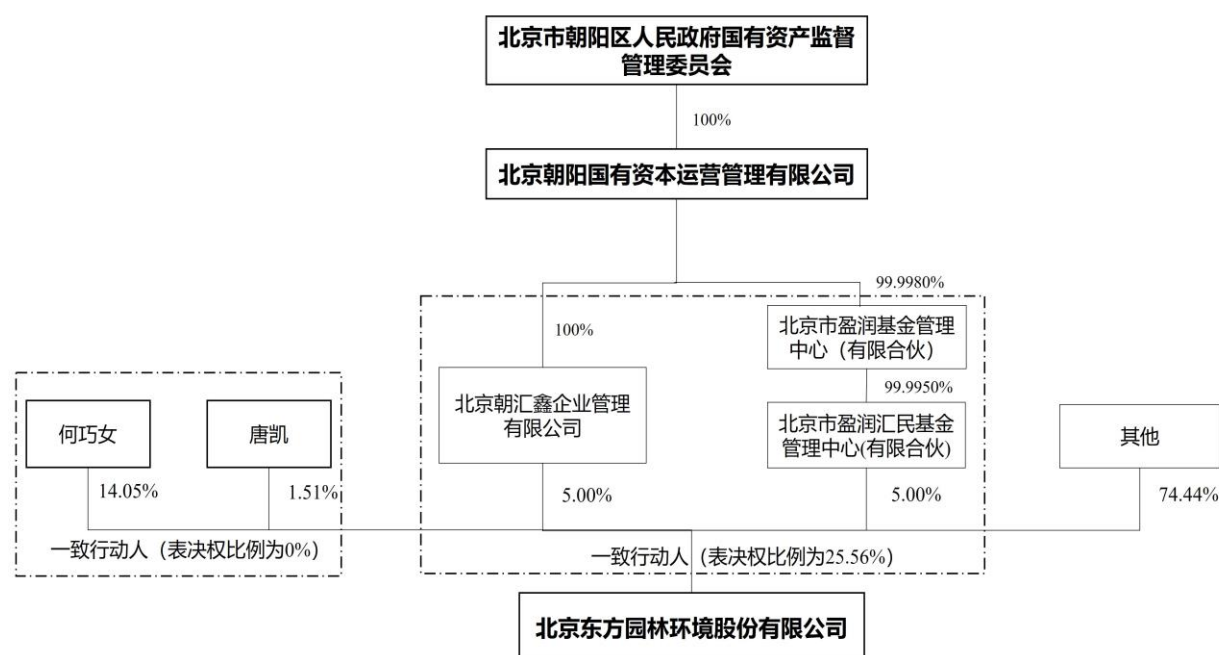 北京市朝阳区人民政府国有资产监督
管理委员会
100%
北京朝阳国有资本运营管理有限公司
99.9980%
100%
北京市盈润基金管理
中心（有限合伙）
99.9950%
北京朝汇鑫企业管理
有限公司
北京市盈润汇民基金
管理中心(有限合伙)
何巧女
唐凯
其他
14.05%
1.51%
5.00%
5.00%
74.44%
一致行动人（表决权比例为0%）
一致行动人（表决权比例为25.56%）
北京东方园林环境股份有限公司